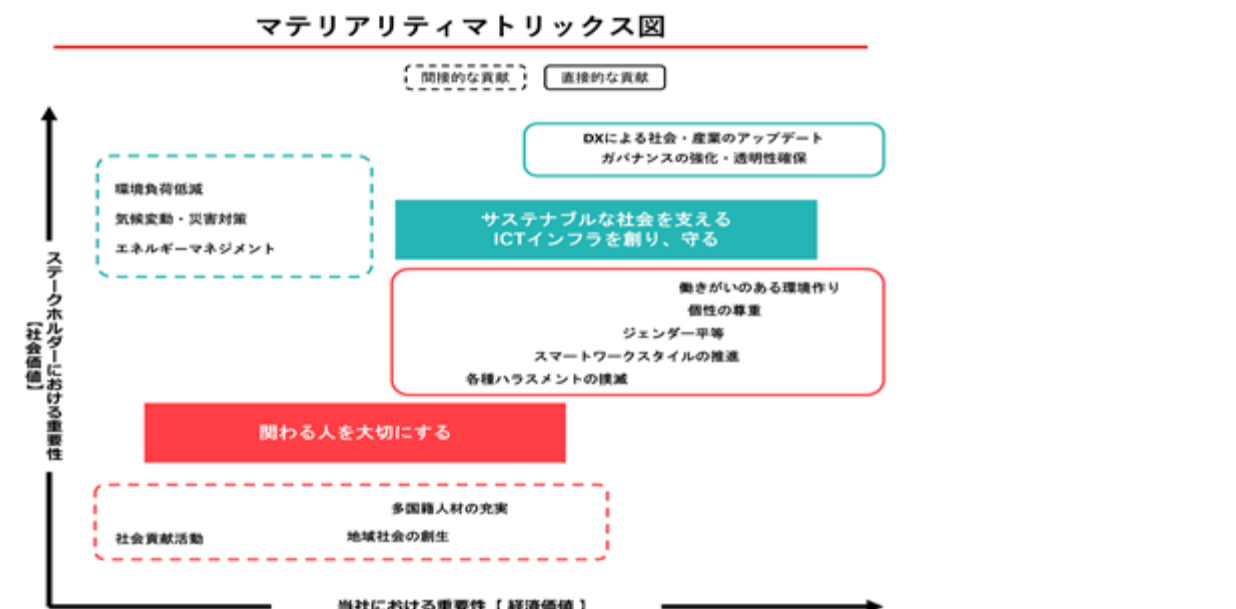 マテリアリティマトリックス図
間接的な貢献
直接的な貢献
DXによる社会・産業のアップデート
ガバナンスの強化・透明性確保
環境負荷低減
気候変動・災害対策
エネルギーマネジメント
サステナブルな社会を支える
ICTインフラを創り、守る
働きがいのある環境作り
個性の尊重
ジェンダー平等
スマートワークスタイルの推進
各種ハラスメントの撲滅
関わる人を大切にする
多国籍人材の充実
社会貢献活動
地域社会の創生
ステークホルダーにおける重要性
【社会価値】
当社における重要性【 経済価値 】